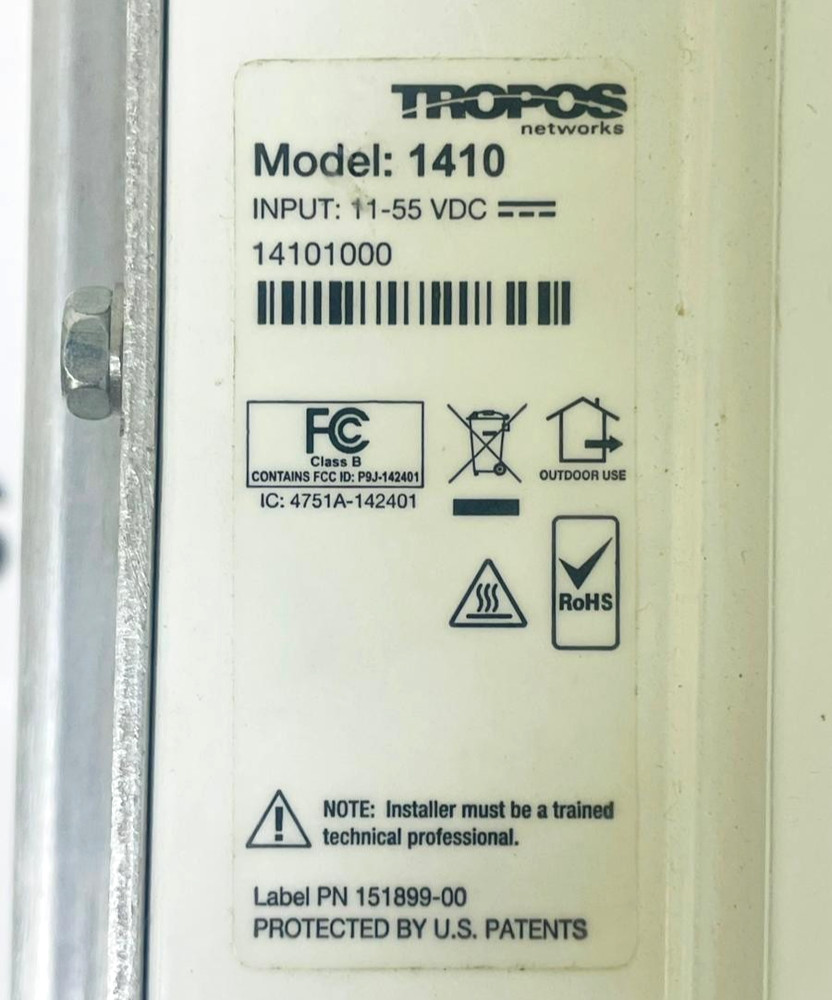 TROPOS
networks
Model: 1410
INPUT: 11-55 VDC
14101000
FC
Class B
CONTAINS FCC ID: P9J-142401
IC: 4751A-142401
OUTDOOR USE
RoHS
NOTE: Installer must be a trained
technical professional.
Label PN 151899-00
PROTECTED BY U.S. PATENTS